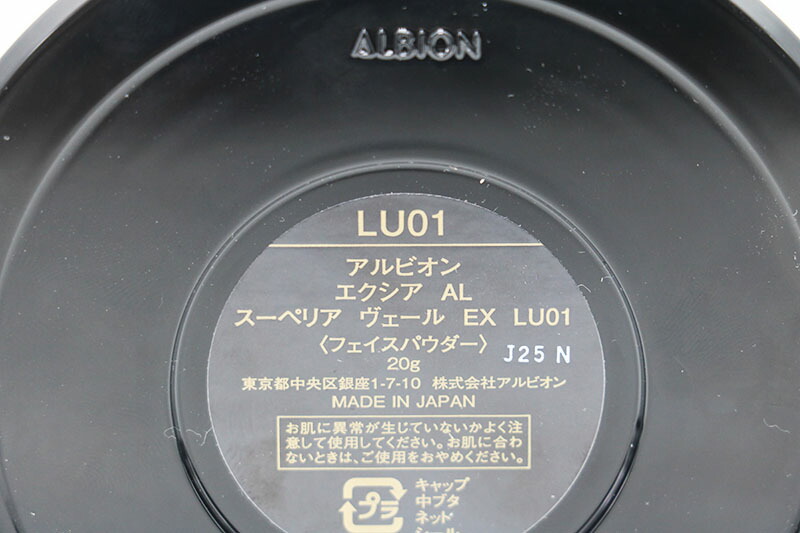 ALBION
LU01
アルビオン
エクシア AL
スーペリア ヴェール EX LU01
〈フェイスパウダー〉 J25 N
20g
東京都中央区銀座1-7-10 株式会社アルビオン
MADE IN JAPAN
お肌に異常が生じていないかよく注
意して使用してください。お肌に合わ
ないときは、ご使用をおやめください。
プラ
キャップ
中ブタ
ネット